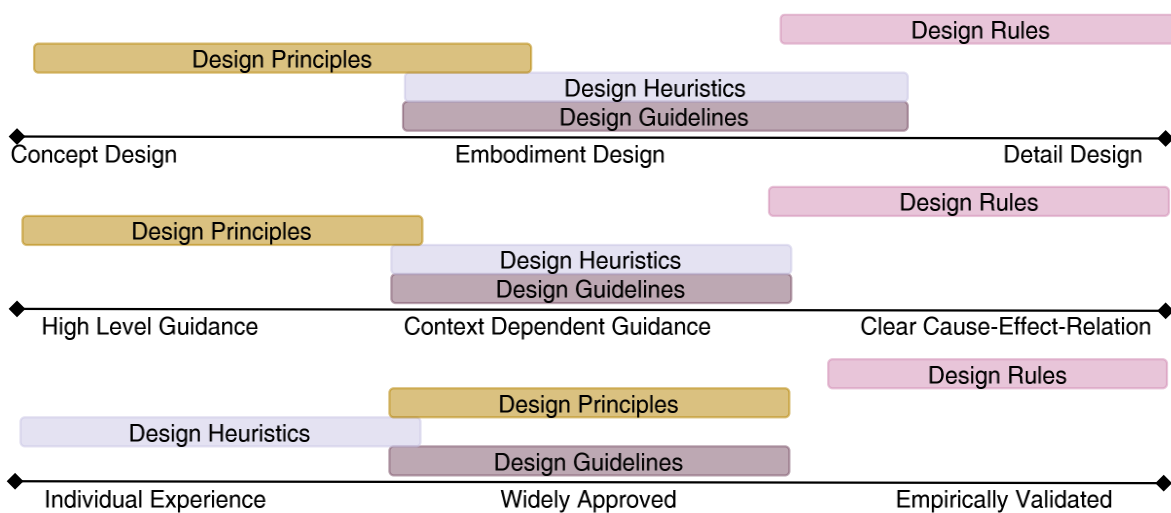 Design Rules
Design Principles
Design Heuristics
Design Guidelines
Concept Design Embodiment Design Detail Design
Design Rules
Design Principles
Design Heuristics
Design Guidelines
High Level Guidance Context Dependent Guidance Clear Cause-Effect-Relation
Design Rules
Design Principles
Design Heuristics
Design Guidelines
Individual Experience Widely Approved Empirically Validated